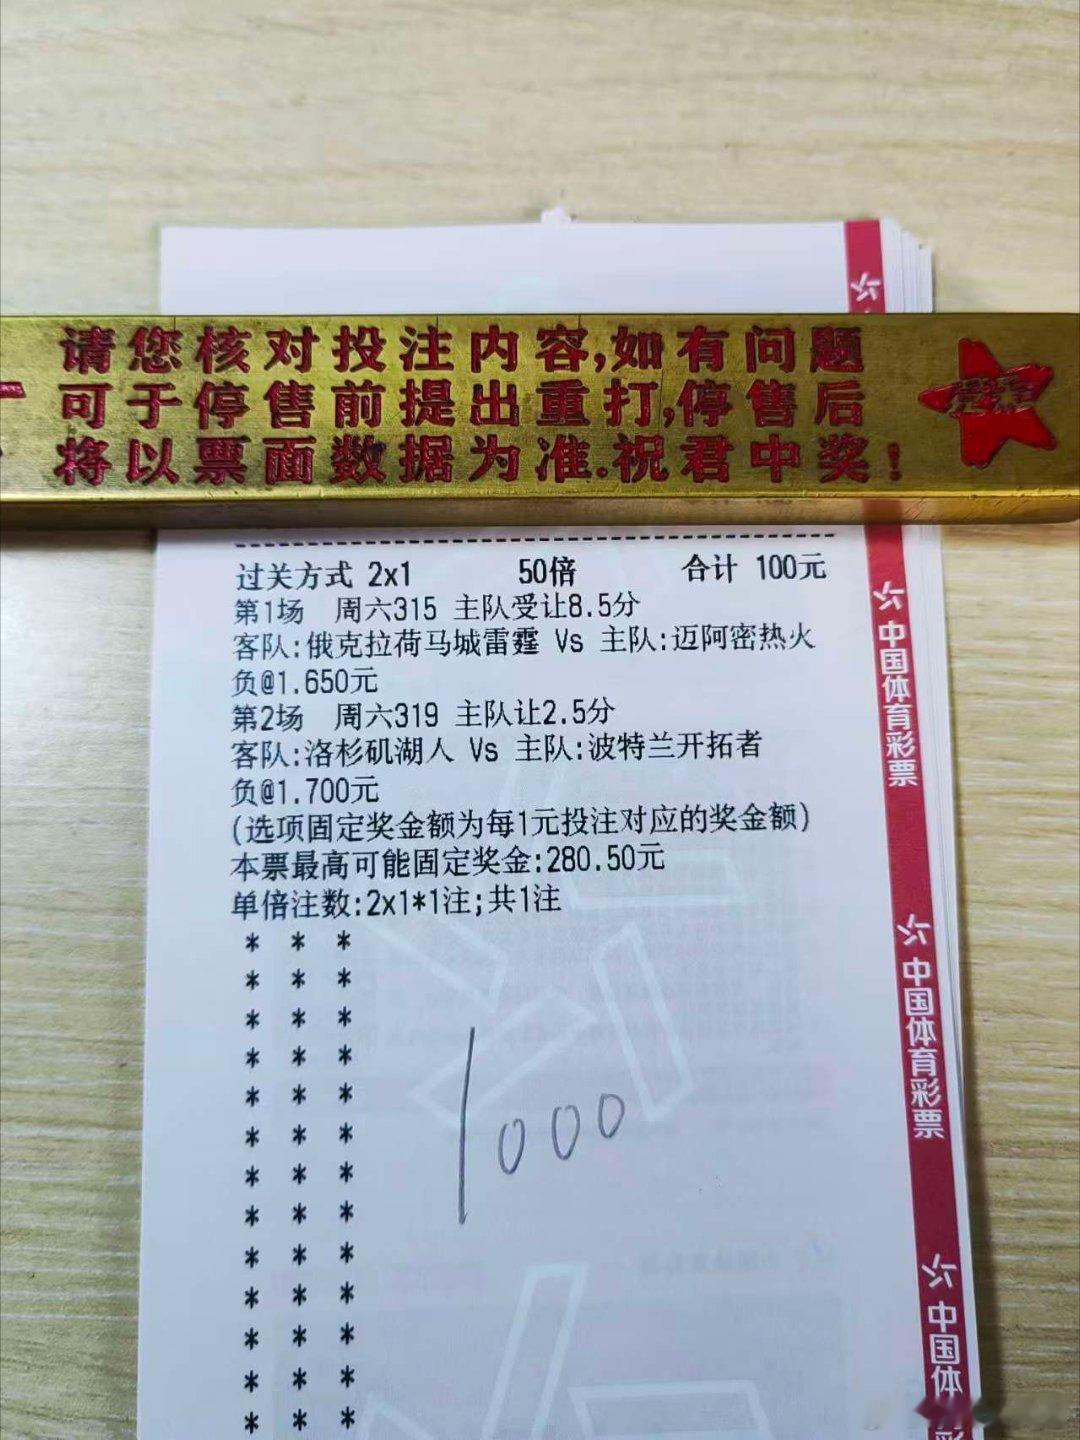 请您核对投注内容,如有问题
可于停售前提出重打,停售后
将以票面数据为准.祝君中奖!
过关方式 2x1 50倍 合计 100元
第1场 周六315 主队受让8.5分
客队:俄克拉荷马城雷霆 Vs 主队:迈阿密热火
负@1.650元
第2场 周六319 主队让2.5分
客队:洛杉矶湖人 Vs 主队:波特兰开拓者
负@1.700元
(选项固定奖金额为每1元投注对应的奖金额)
本票最高可能固定奖金:280.50元
单倍注数:2x1*1注;共1注
* * *
* * *
* * *
* * *
* * *
* * *
* * *
* * *
* * *
* * *
* * *
* * *
* * *
1000
中国体育彩票
中国体育彩票
中国体